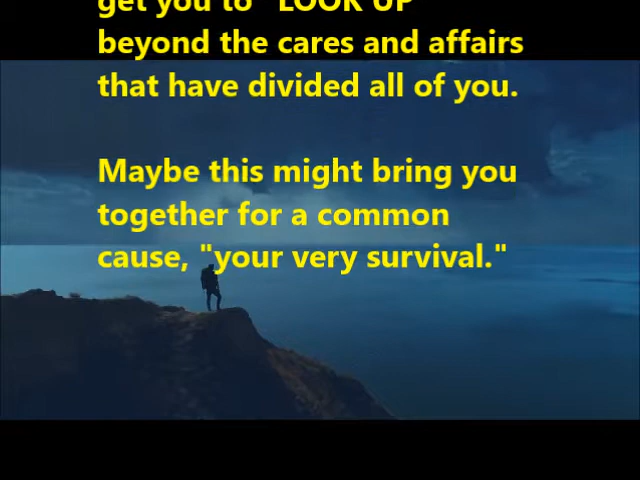 get you to "LOOK UP"
beyond the cares and affairs
that have divided all of you.
Maybe this might bring you
together for a common
cause, "your very survival."